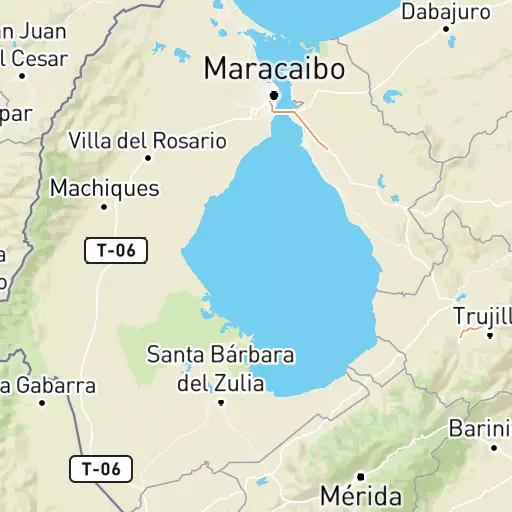 Dabajuro
an Juan
l Cesar
Maracaibo
par
Villa del Rosario
Machiques
T-06
a
o
Trujill
Santa Bárbara
del Zulia
a Gabarra
Barini
T-06
Mérida